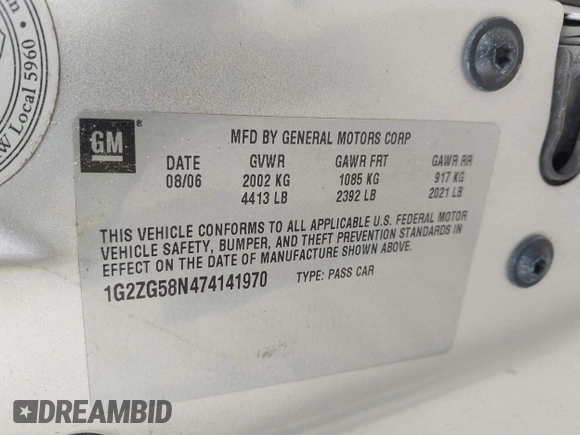 W Local 5960
GM
®
MFD BY GENERAL MOTORS CORP
DATE GVWR GAWR FRT GAWR RR
08/06 2002 KG 1085 KG 917 KG
4413 LB 2392 LB 2021 LB
THIS VEHICLE CONFORMS TO ALL APPLICABLE U.S. FEDERAL MOTOR
VEHICLE SAFETY, BUMPER, AND THEFT PREVENTION STANDARDS IN
EFFECT ON THE DATE OF MANUFACTURE SHOWN ABOVE.
1G2ZG58N474141970 TYPE: PASS CAR
DREAMBID